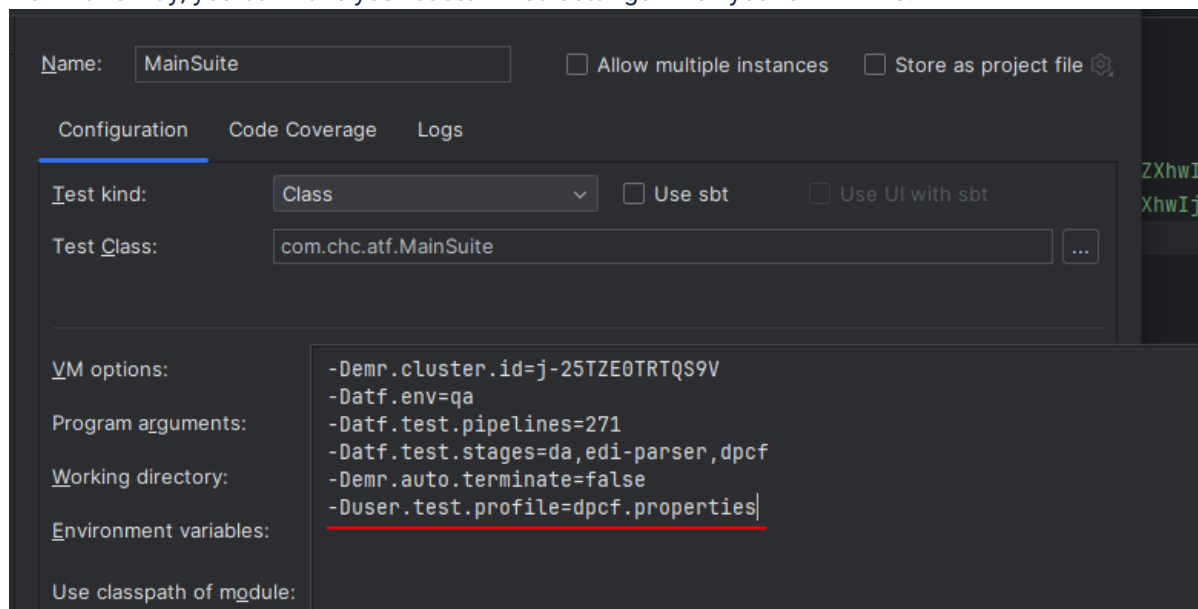 Name: MainSuite Allow multiple instances Store as project file
Configuration Code Coverage Logs
ZXhwI
Test kind: Class Use sbt Use UI with sbt
XhwIj
Test Class: com.chc.atf.MainSuite ...
VM options: -Demr.cluster.id=j-25TZE0TRTQS9V
-Datf.env=qa
Program arguments: -Datf.test.pipelines=271
-Datf.test.stages=da,edi-parser,dpcf
Working directory: -Demr.auto.terminate=false
-Duser.test.profile=dpcf.properties
Environment variables:
Use classpath of module: